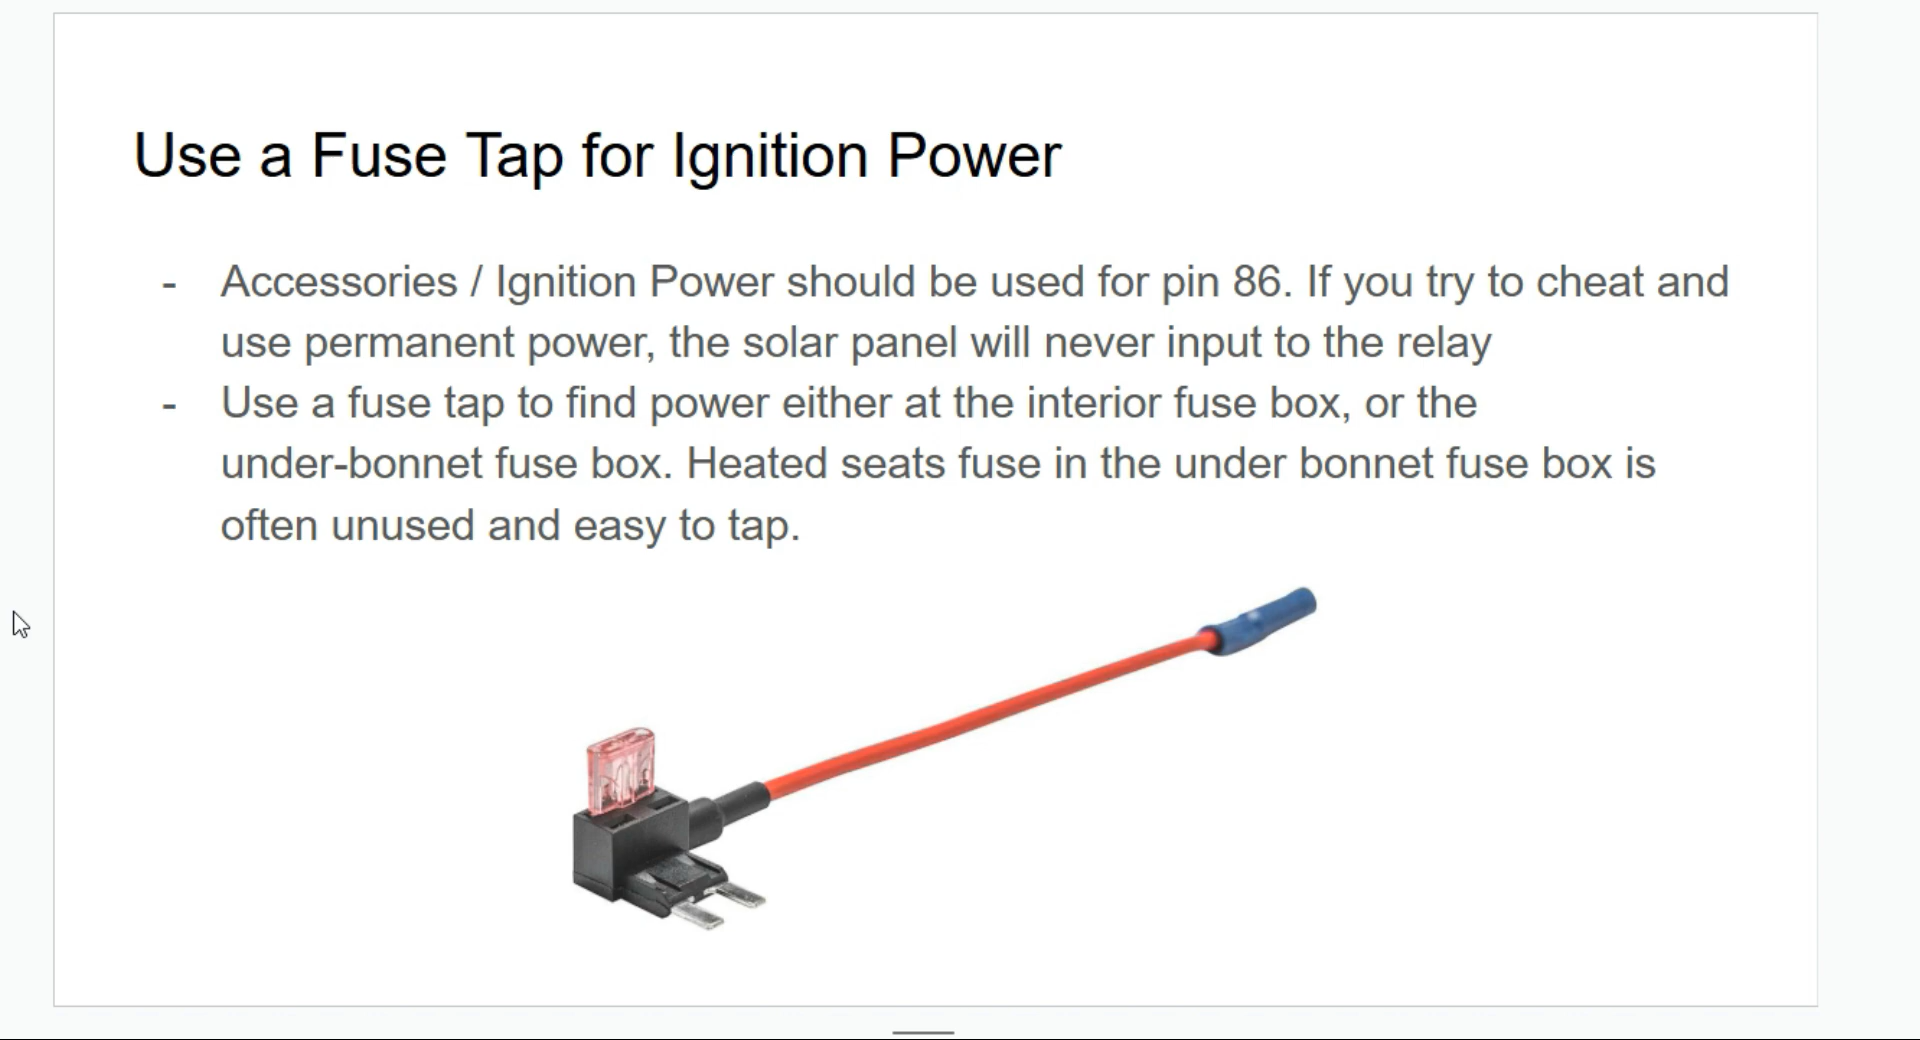 Use a Fuse Tap for Ignition Power
- Accessories / Ignition Power should be used for pin 86. If you try to cheat and
use permanent power, the solar panel will never input to the relay
- Use a fuse tap to find power either at the interior fuse box, or the
under-bonnet fuse box. Heated seats fuse in the under bonnet fuse box is
often unused and easy to tap.